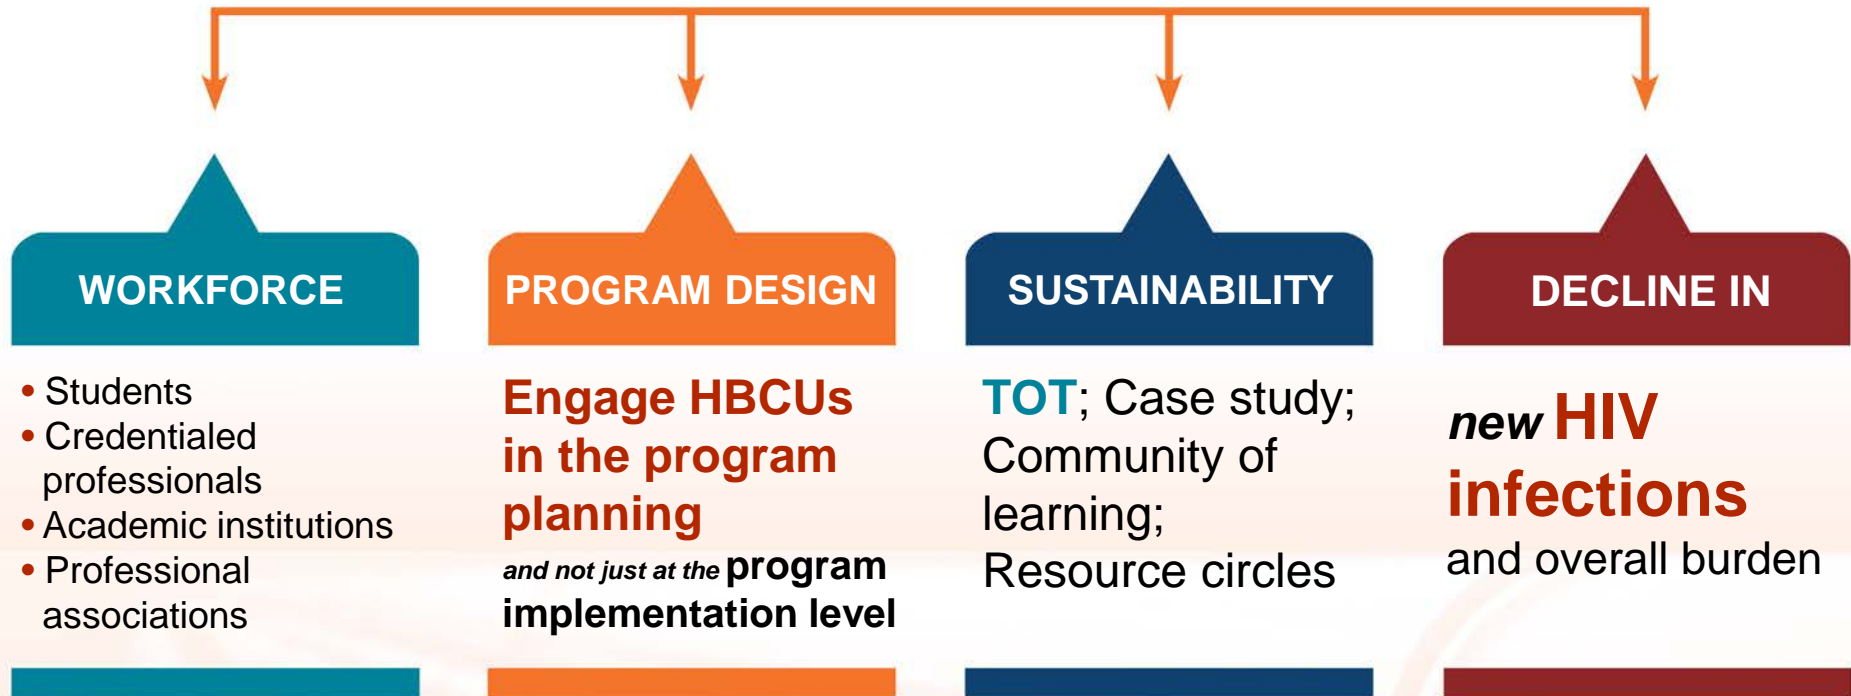 WORKFORCE
• Students
• Credentialed
professionals
• Academic institutions
• Professional
associations
PROGRAM DESIGN
Engage HBCUs
in the program
planning
and not just at the program
implementation level
SUSTAINABILITY
TOT; Case study;
Community of
learning;
Resource circles
DECLINE IN
new HIV
infections
and overall burden